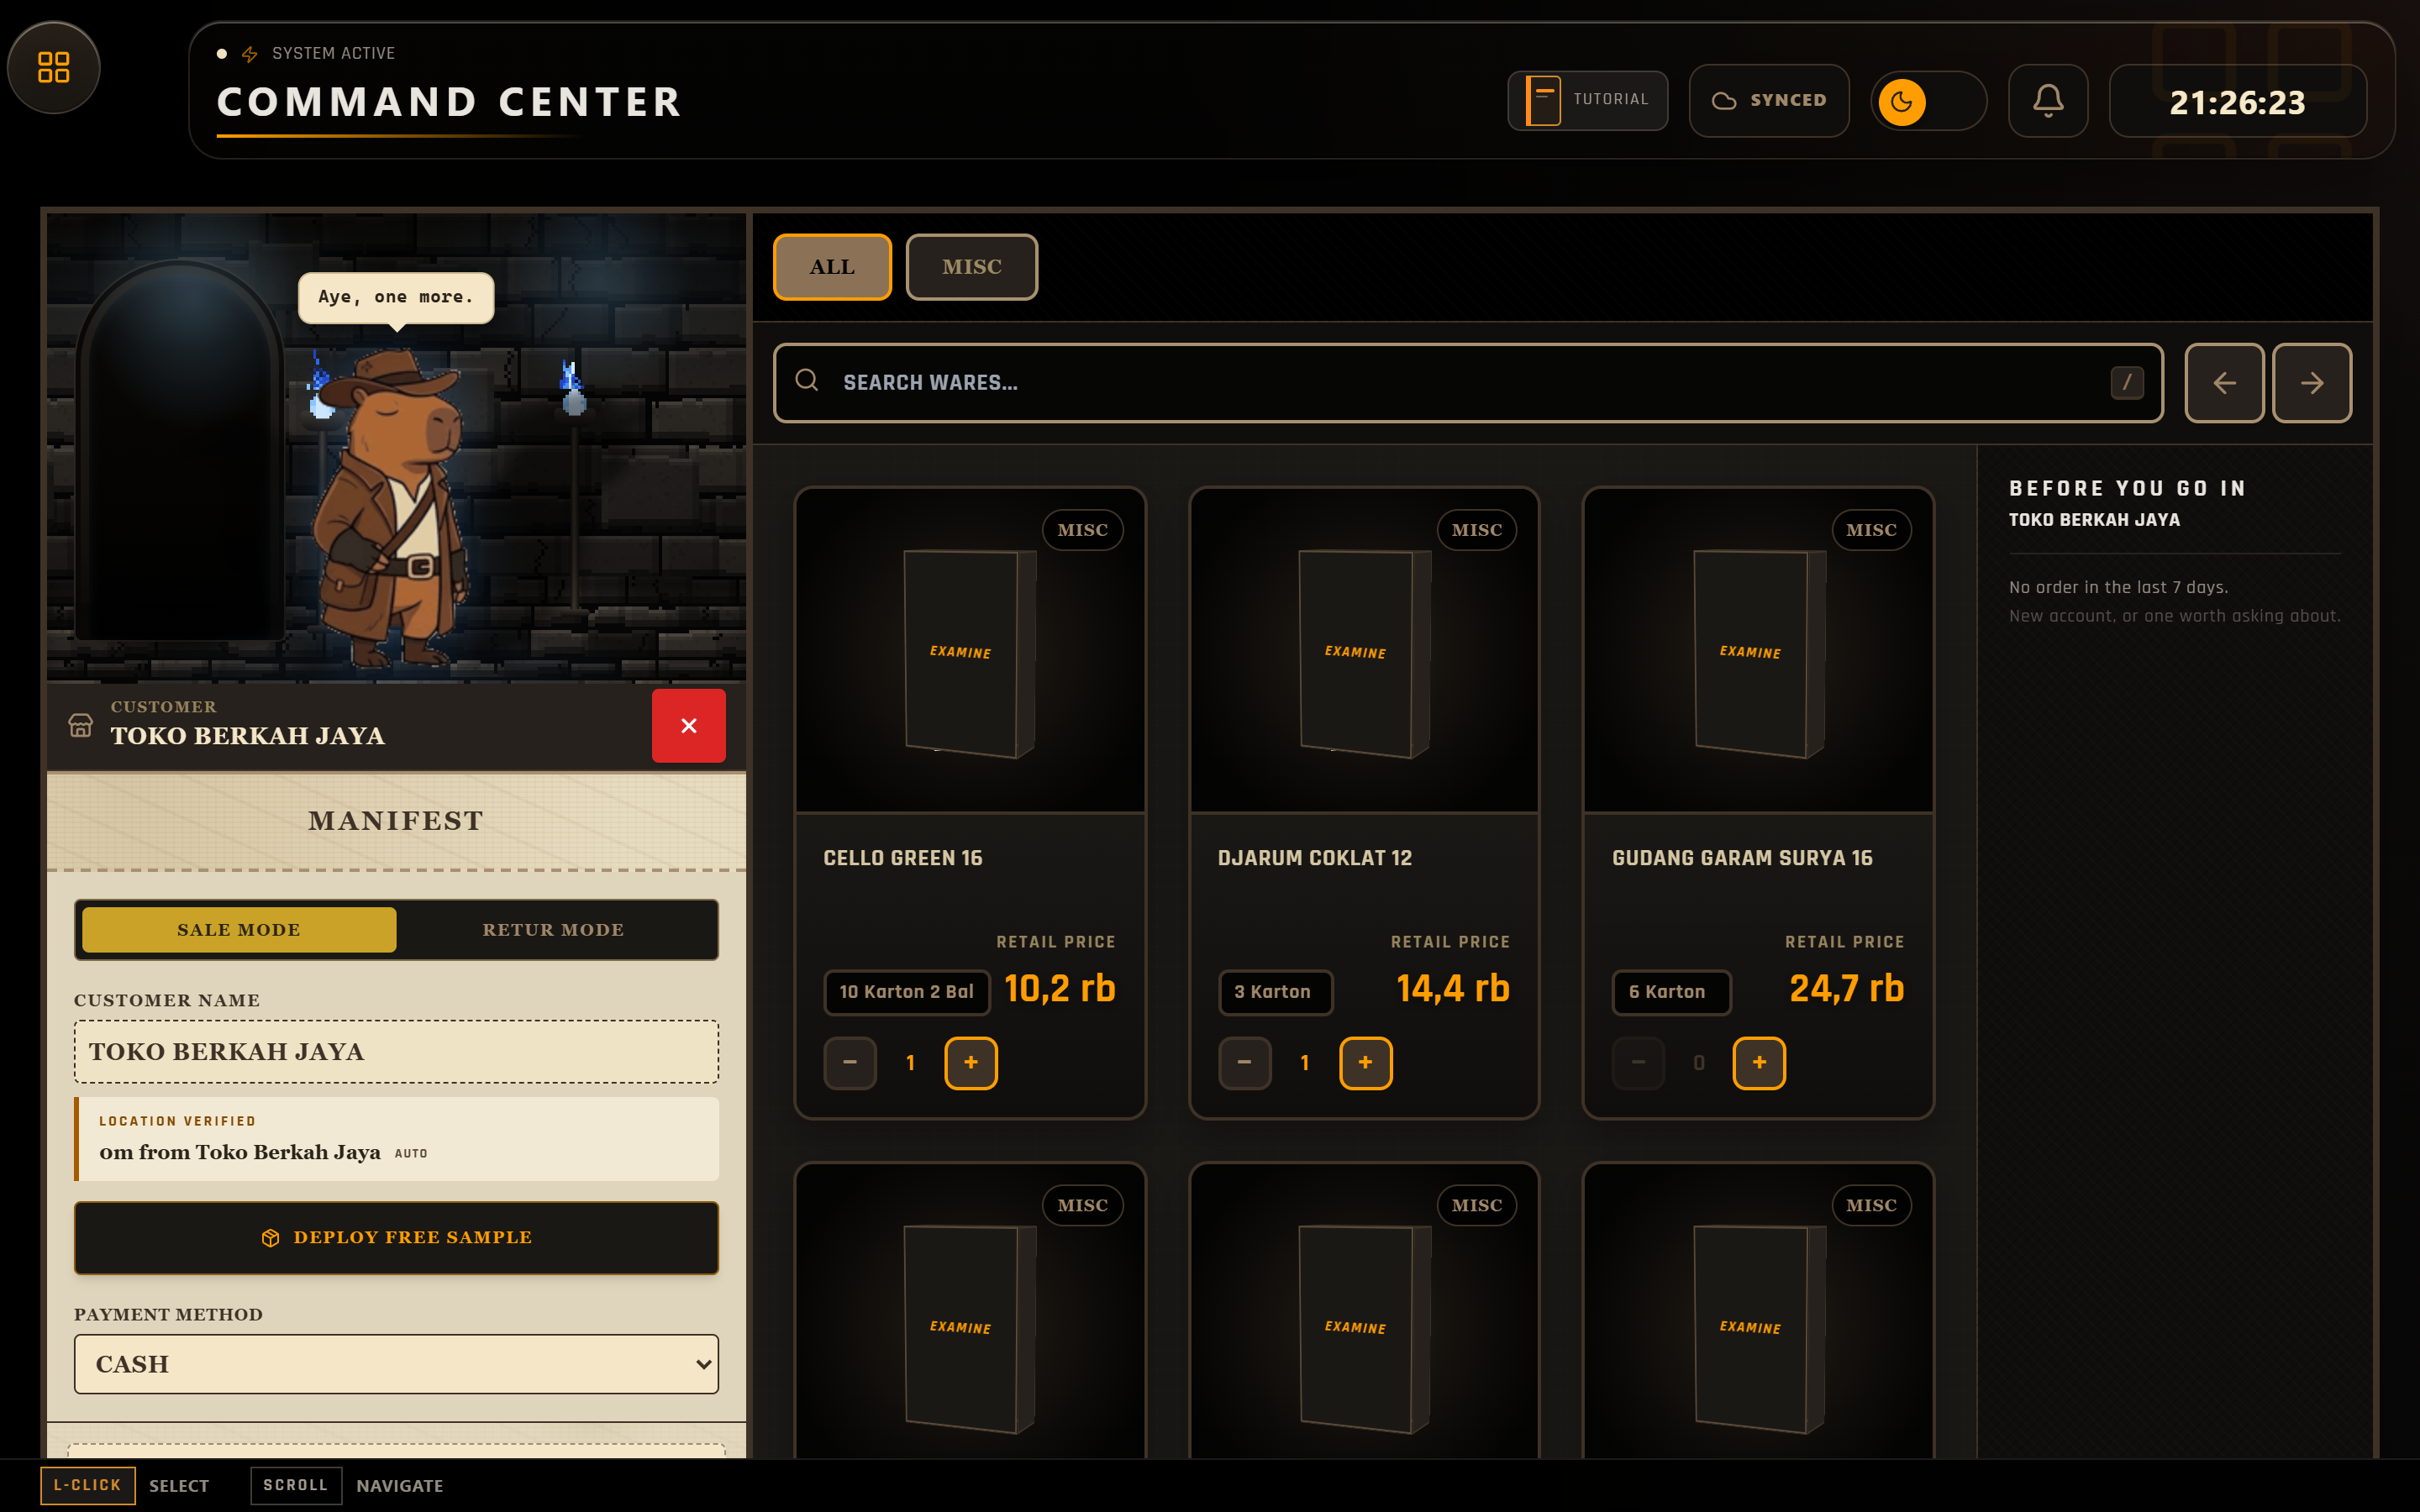 SYSTEM ACTIVE
COMMAND CENTER
TUTORIAL
SYNCED
21:26:23
Aye, one more.
CUSTOMER
TOKO BERKAH JAYA
MANIFEST
SALE MODE
RETUR MODE
CUSTOMER NAME
TOKO BERKAH JAYA
LOCATION VERIFIED
0m from Toko Berkah Jaya AUTO
DEPLOY FREE SAMPLE
PAYMENT METHOD
CASH
ALL
MISC
SEARCH WARES...
/
MISC
EXAMINE
CELLO GREEN 16
RETAIL PRICE
10 Karton 2 Bal
10,2 rb
− 1 +
MISC
EXAMINE
DJARUM COKLAT 12
RETAIL PRICE
3 Karton
14,4 rb
− 1 +
MISC
EXAMINE
GUDANG GARAM SURYA 16
RETAIL PRICE
6 Karton
24,7 rb
− 0 +
MISC
EXAMINE
MISC
EXAMINE
MISC
EXAMINE
BEFORE YOU GO IN
TOKO BERKAH JAYA
No order in the last 7 days.
New account, or one worth asking about.
L-CLICK
SELECT
SCROLL
NAVIGATE